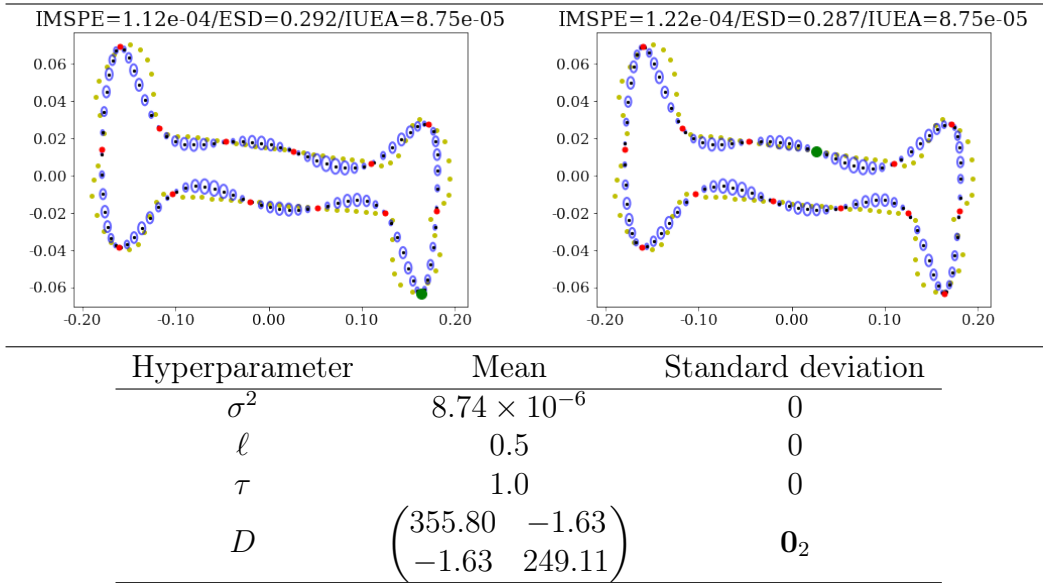 IMSPE=1.12e-04/ESD=0.292/IUEA=8.75e-05 IMSPE=1.22e-04/ESD=0.287/IUEA=8.75e-05
0.06 0.06
0.04 0.04
0.02 0.02
0.00 0.00
-0.02 -0.02
-0.04 -0.04
-0.06 -0.06
-0.20 -0.10 0.00 0.10 0.20 -0.20 -0.10 0.00 0.10 0.20
Hyperparameter Mean Standard deviation
σ² 8.74 × 10⁻⁶ 0
ℓ 0.5 0
τ 1.0 0
D (355.80 −1.63
−1.63 249.11) 0₂